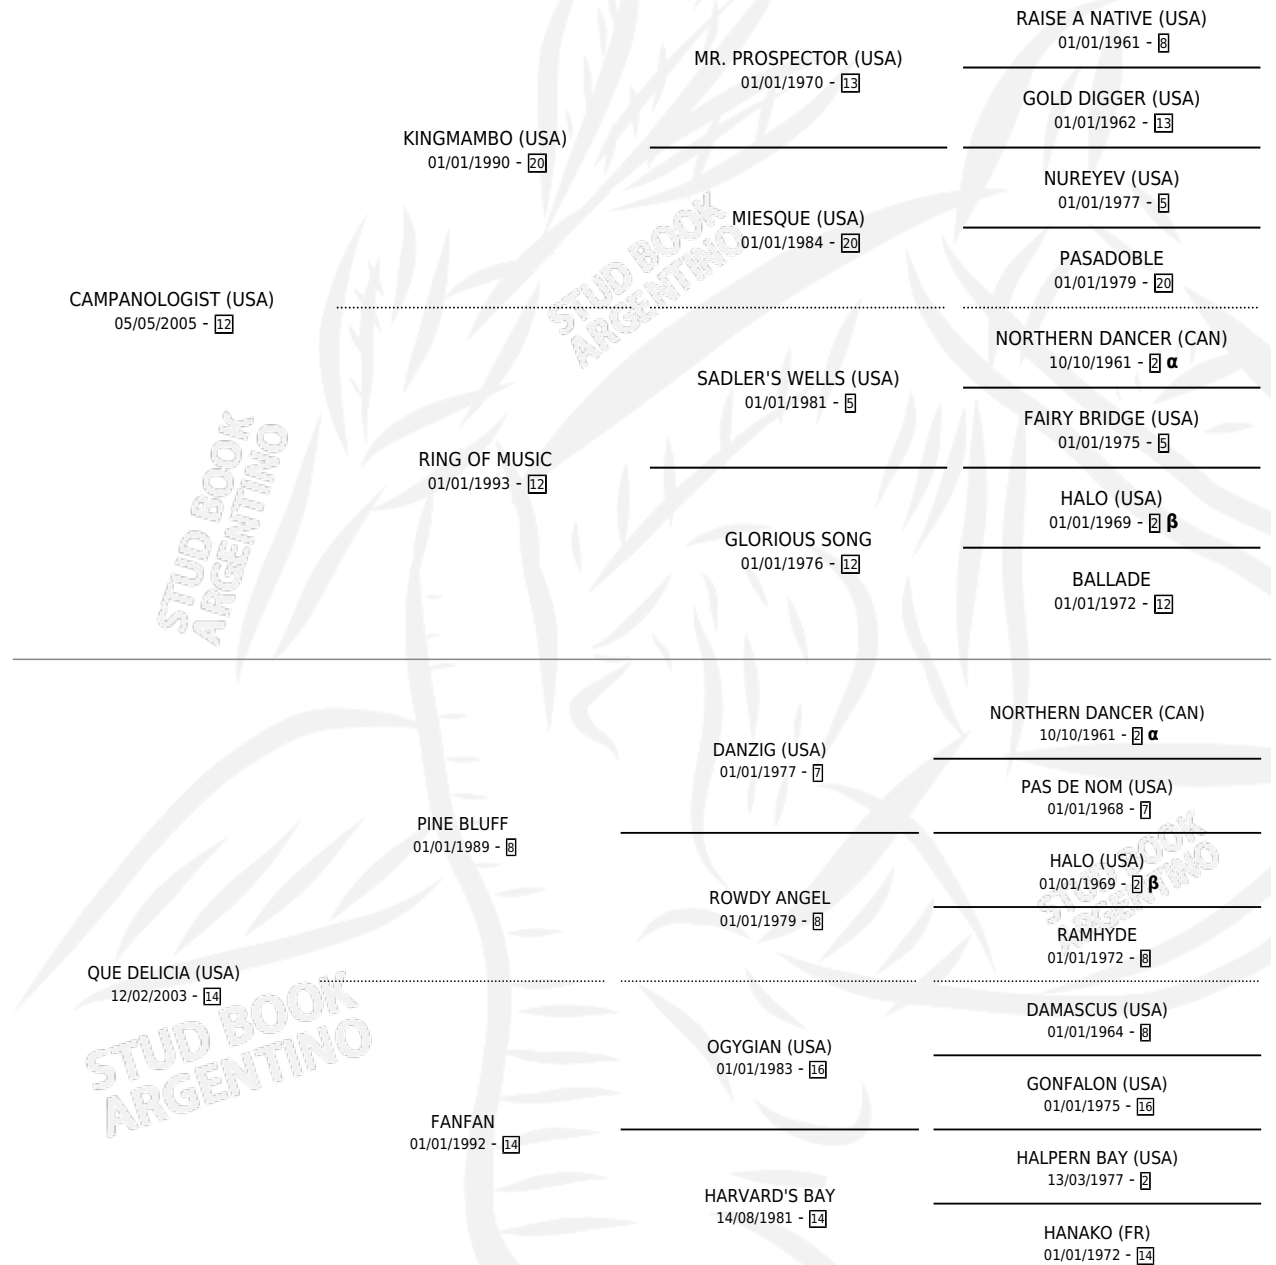 RAISE A NATIVE (USA)
01/01/1961 - 8
MR. PROSPECTOR (USA)
01/01/1970 - 13
GOLD DIGGER (USA)
01/01/1962 - 13
KINGMAMBO (USA)
01/01/1990 - 20
NUREYEV (USA)
01/01/1977 - 5
MIESQUE (USA)
01/01/1984 - 20
PASADOBLE
01/01/1979 - 20
CAMPANOLOGIST (USA)
05/05/2005 - 12
NORTHERN DANCER (CAN)
10/10/1961 - 2 α
SADLER'S WELLS (USA)
01/01/1981 - 5
FAIRY BRIDGE (USA)
01/01/1975 - 5
RING OF MUSIC
01/01/1993 - 12
HALO (USA)
01/01/1969 - 2 β
GLORIOUS SONG
01/01/1976 - 12
BALLADE
01/01/1972 - 12
NORTHERN DANCER (CAN)
10/10/1961 - 2 α
DANZIG (USA)
01/01/1977 - 7
PAS DE NOM (USA)
01/01/1968 - 7
PINE BLUFF
01/01/1989 - 8
HALO (USA)
01/01/1969 - 2 β
ROWDY ANGEL
01/01/1979 - 8
RAMHYDE
01/01/1972 - 8
QUE DELICIA (USA)
12/02/2003 - 14
DAMASCUS (USA)
01/01/1964 - 8
OGYGIAN (USA)
01/01/1983 - 16
GONFALON (USA)
01/01/1975 - 16
FANFAN
01/01/1992 - 14
HALPERN BAY (USA)
13/03/1977 - 2
HARVARD'S BAY
14/08/1981 - 14
HANAKO (FR)
01/01/1972 - 14
STUD BOOK
ARGENTINO
STUD BOOK
ARGENTINO
STUD BOOK
ARGENTINO
STUD BOOK
ARGENTINO